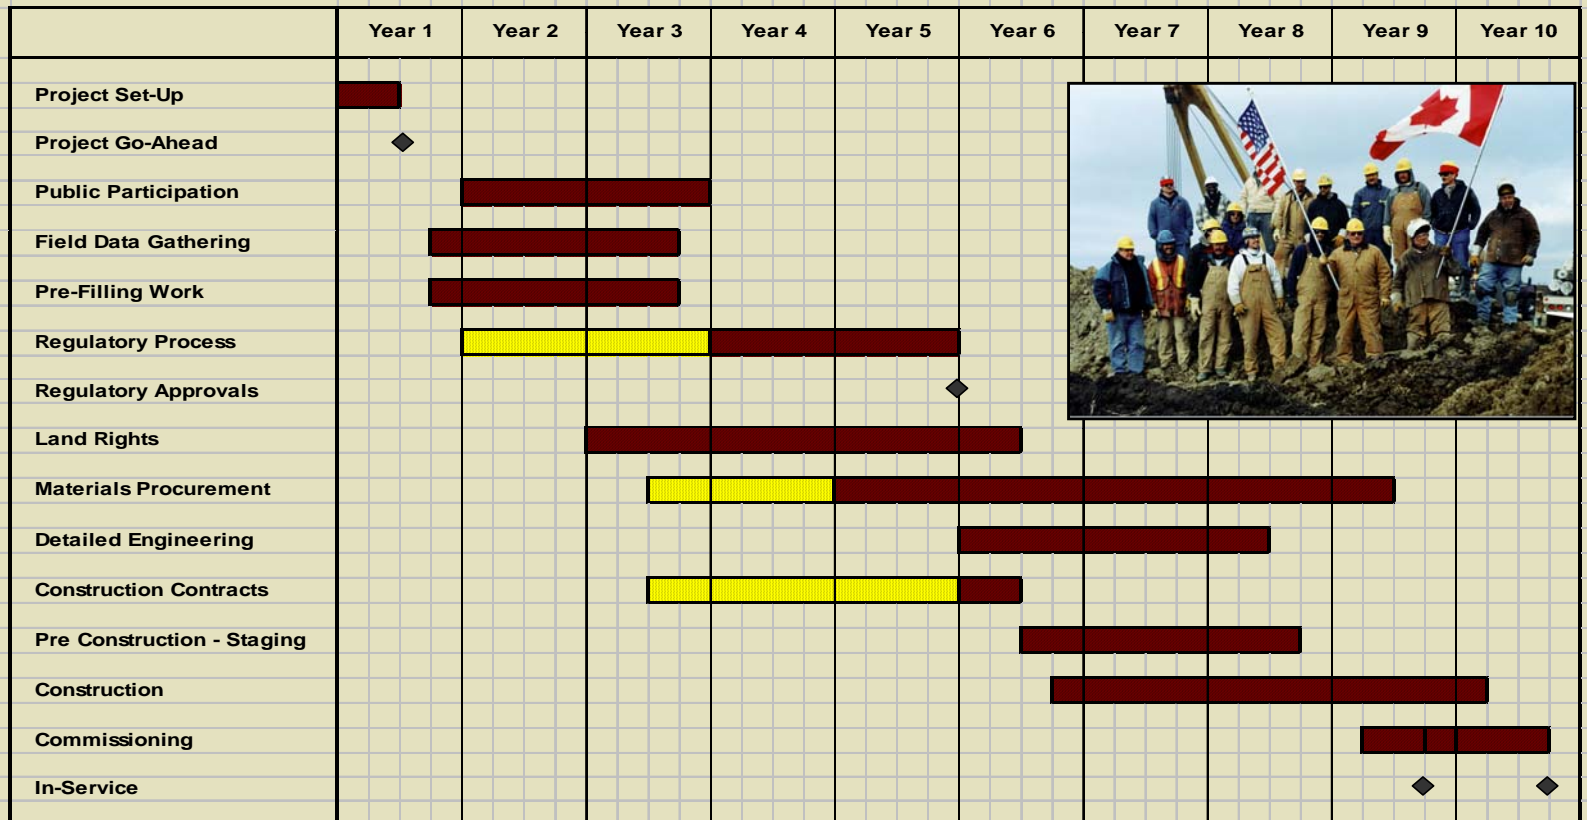 Year 1 Year 2 Year 3 Year 4 Year 5 Year 6 Year 7 Year 8 Year 9 Year 10
Project Set-Up
Project Go-Ahead
Public Participation
Field Data Gathering
Pre-Filling Work
Regulatory Process
Regulatory Approvals
Land Rights
Materials Procurement
Detailed Engineering
Construction Contracts
Pre Construction - Staging
Construction
Commissioning
In-Service